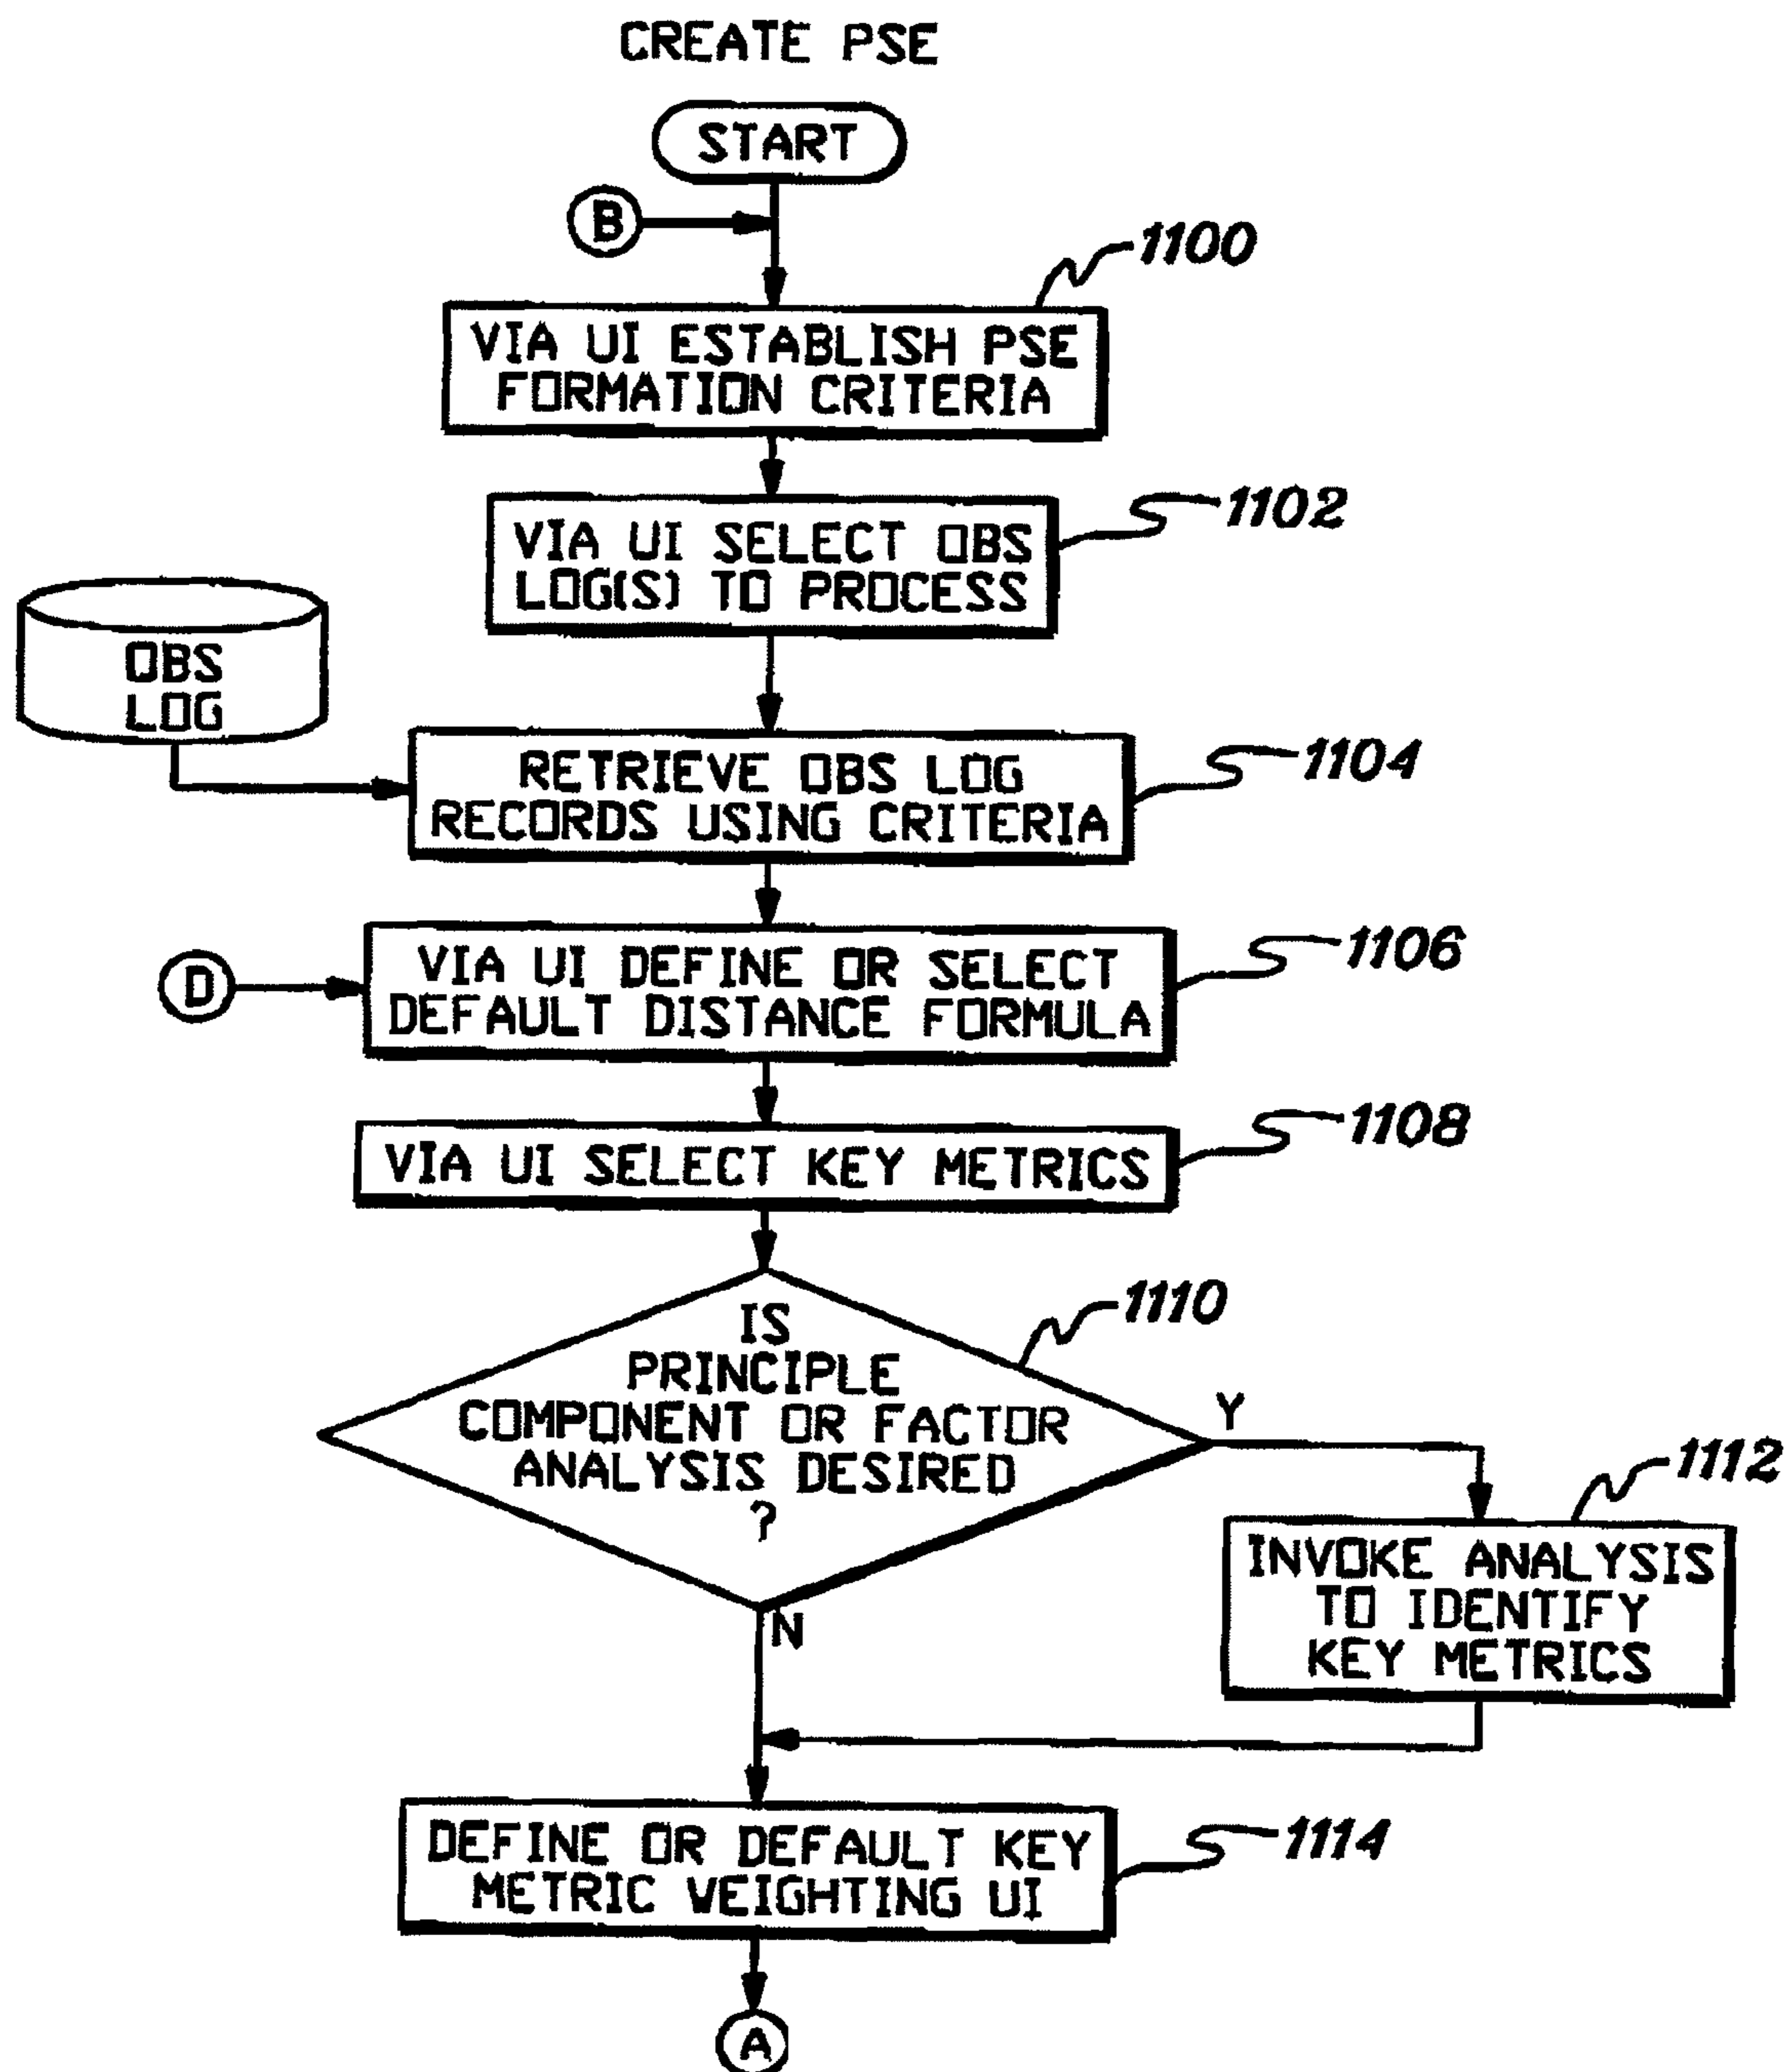 CREATE PSE
START
B
1100
VIA UI ESTABLISH PSE
FORMATION CRITERIA
1102
VIA UI SELECT OBS
LOG(S) TO PROCESS
OBS
LOG
1104
RETRIEVE OBS LOG
RECORDS USING CRITERIA
1106
D
VIA UI DEFINE OR SELECT
DEFAULT DISTANCE FORMULA
1108
VIA UI SELECT KEY METRICS
1110
IS
PRINCIPLE
COMPONENT OR FACTOR
ANALYSIS DESIRED
?
Y
1112
INVOKE ANALYSIS
TO IDENTIFY
KEY METRICS
N
1114
DEFINE OR DEFAULT KEY
METRIC WEIGHTING UI
A